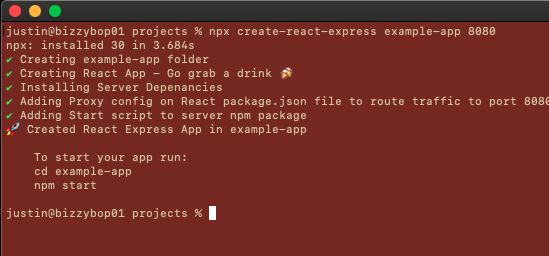 justin@bizzybop01 projects % npx create-react-express example-app 8080
npx: installed 30 in 3.684s
✔ Creating example-app folder
✔ Creating React App – Go grab a drink 🍻
✔ Installing Server Depenancies
✔ Adding Proxy config on React package.json file to route traffic to port 8080
✔ Adding Start script to server npm package
🚀 Created React Express App in example-app
To start your app run:
cd example-app
npm start
justin@bizzybop01 projects %